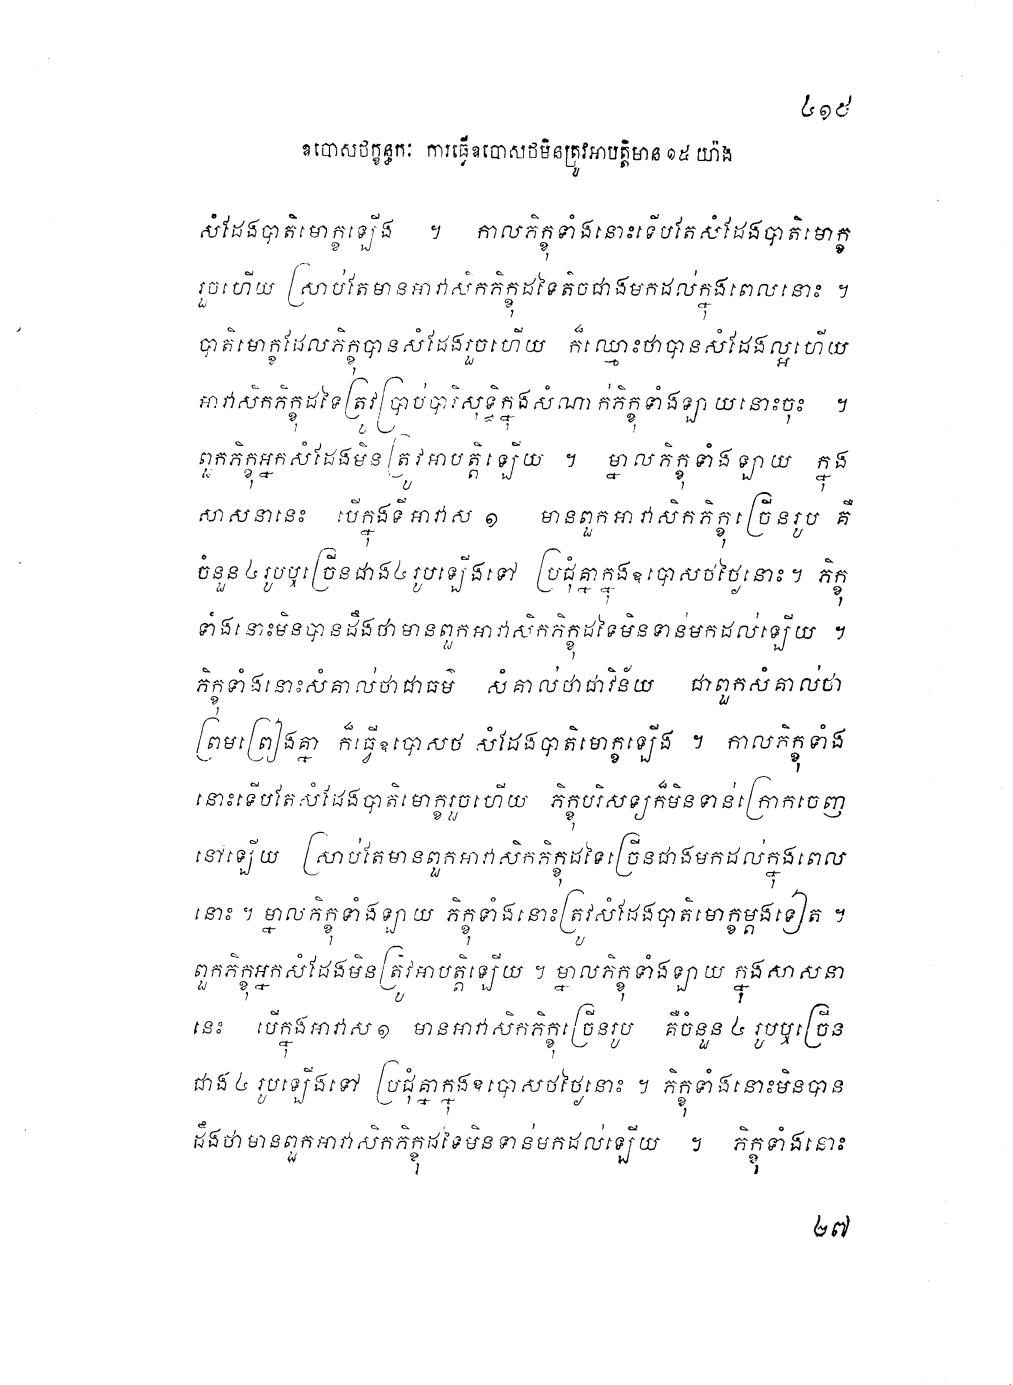 ៤១៩
ឧបោសថក្ខន្ធកៈ ការធ្វើឧបោសថមិនត្រូវអាបត្តិមាន ១៥ យ៉ាង
សំដែងបាតិមោក្ខឡើង ។ កាលភិក្ខុទាំងនោះទើបតែសំដែងបាតិមោក្ខ
រួចហើយ ស្រាប់តែមានអាវាសិកភិក្ខុដទៃតិចជាងមកដល់ក្នុងពេលនោះ ។
បាតិមោក្ខដែលភិក្ខុបានសំដែងរួចហើយ ក៏ឈ្មោះថាបានសំដែងល្អហើយ
អាវាសិកភិក្ខុដទៃត្រូវប្រាប់បារិសុទ្ធិក្នុងសំណាក់ភិក្ខុទាំងឡាយនោះចុះ ។
ពួកភិក្ខុអ្នកសំដែងមិនត្រូវអាបត្តិឡើយ ។ ម្នាលភិក្ខុទាំងឡាយ ក្នុង
សាសនានេះ បើក្នុងទីអាវាស ១ មានពួកអាវាសិកភិក្ខុច្រើនរូប គឺ
ចំនួន ៤ រូបឬច្រើនជាង ៤ រូបឡើងទៅ ប្រជុំគ្នាក្នុងឧបោសថថ្ងៃនោះ ។ ភិក្ខុ
ទាំងនោះមិនបានដឹងថាមានពួកអាវាសិកភិក្ខុដទៃមិនទាន់មកដល់ឡើយ ។
ភិក្ខុទាំងនោះសំគាល់ថាជាធម៌ សំគាល់ថាជាវិន័យ ជាពួកសំគាល់ថា
ព្រមព្រៀងគ្នា ក៏ធ្វើឧបោសថ សំដែងបាតិមោក្ខឡើង ។ កាលភិក្ខុទាំង
នោះទើបតែសំដែងបាតិមោក្ខរួចហើយ ភិក្ខុបរិសទ្យក៏មិនទាន់ក្រោកចេញ
នៅឡើយ ស្រាប់តែមានពួកអាវាសិកភិក្ខុដទៃច្រើនជាងមកដល់ក្នុងពេល
នោះ ។ ម្នាលភិក្ខុទាំងឡាយ ភិក្ខុទាំងនោះត្រូវសំដែងបាតិមោក្ខម្តងទៀត ។
ពួកភិក្ខុអ្នកសំដែងមិនត្រូវអាបត្តិឡើយ ។ ម្នាលភិក្ខុទាំងឡាយ ក្នុងសាសនា
នេះ បើក្នុងអាវាស ១ មានអាវាសិកភិក្ខុច្រើនរូប គឺចំនួន ៤ រូបឬច្រើន
ជាង ៤ រូបឡើងទៅ ប្រជុំគ្នាក្នុងឧបោសថថ្ងៃនោះ ។ ភិក្ខុទាំងនោះមិនបាន
ដឹងថាមានពួកអាវាសិកភិក្ខុដទៃមិនទាន់មកដល់ឡើយ ។ ភិក្ខុទាំងនោះ
២៧